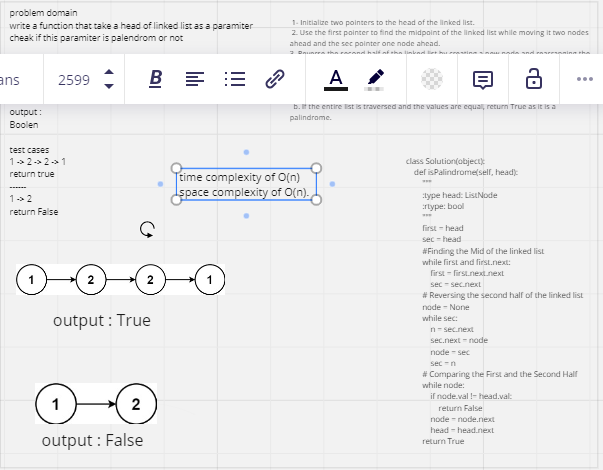 problem domain
write a function that take a head of linked list as a paramiter
cheak if this paramiter is palendrom or not
1- Initialize two pointers to the head of the linked list.
2. Use the first pointer to find the midpoint of the linked list while moving it two nodes
ahead and the sec pointer one node ahead.
3. Reverse the second half of the linked list by creating a new node and rearranging the
ans 2599 B A
b. If the entire list is traversed and the values are equal, return True as it is a
palindrome.
output :
Boolen
test cases
1 -> 2 -> 2 -> 1
return true
------
1 -> 2
return False
time complexity of O(n)
space complexity of O(n).
1 2 2 1
output : True
1 2
output : False
class Solution(object):
def isPalindrome(self, head):
"""
:type head: ListNode
:rtype: bool
"""
first = head
sec = head
#Finding the Mid of the linked list
while first and first.next:
first = first.next.next
sec = sec.next
# Reversing the second half of the linked list
node = None
while sec:
n = sec.next
sec.next = node
node = sec
sec = n
# Comparing the First and the Second Half
while node:
if node.val != head.val:
return False
node = node.next
head = head.next
return True